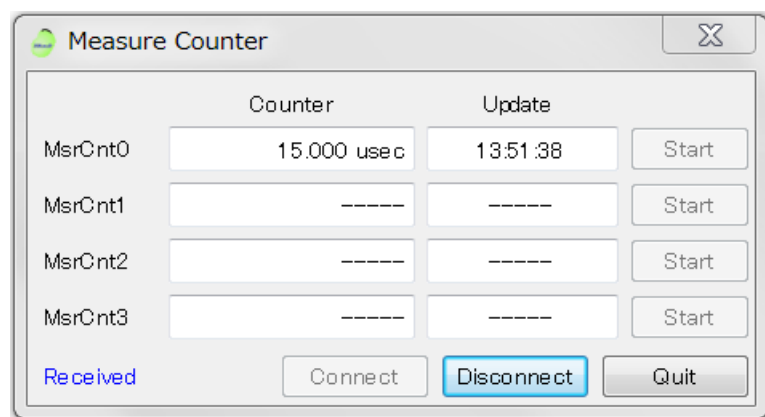 Measure Counter
Counter Update
MsrCnt0 15.000 usec 13:51:38 Start
MsrCnt1 ----- ----- Start
MsrCnt2 ----- ----- Start
MsrCnt3 ----- ----- Start
Received Connect Disconnect Quit